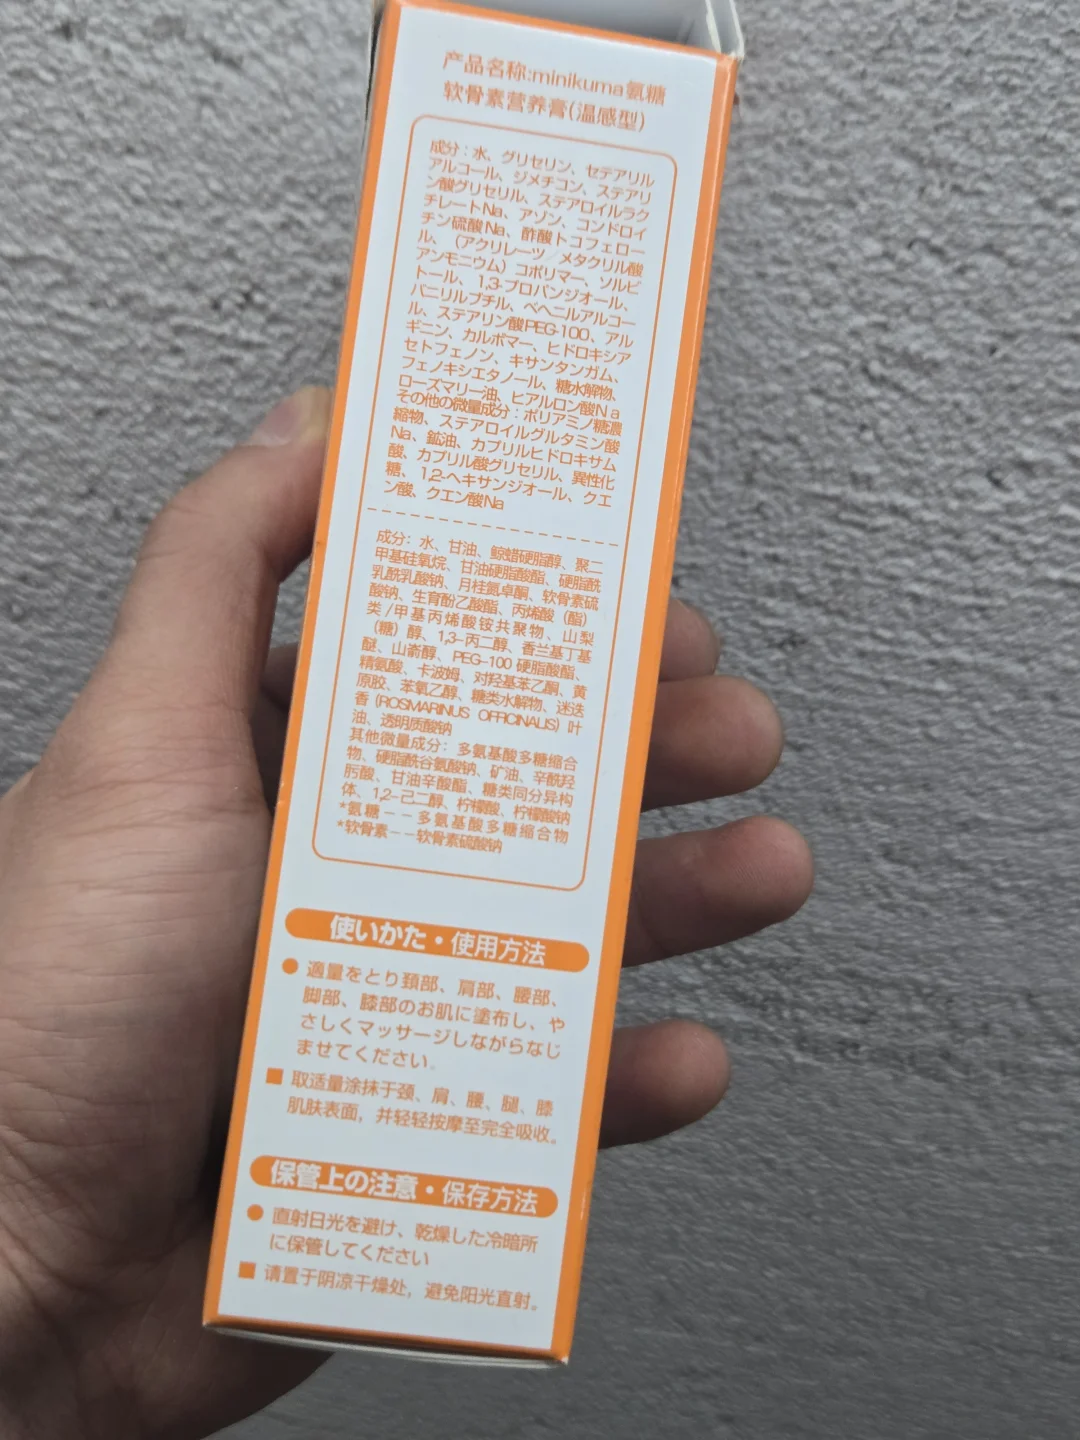 产品名称:minikuma氨糖
软骨素营养膏(温感型)
成分：水、グリセリン、セテアリル
アルコール、ジメチコン、ステアリ
ン酸グリセリル、ステアロイルラク
チレートNa、アゾン、コンドロイ
チン硫酸Na、酢酸トコフェロー
ル、（アクリレーツ／メタクリル酸
アンモニウム）コポリマー、ソルビ
トール、1,3-プロパンジオール、
バニリルブチル、ベヘニルアルコー
ル、ステアリン酸PEG-100、アル
ギニン、カルボマー、ヒドロキシア
セトフェノン、キサンタンガム、
フェノキシエタノール、糖水解物、
ローズマリー油、ヒアルロン酸Na
その他の微量成分：ポリアミノ糖濃
縮物、ステアロイルグルタミン酸
Na、鉱油、カプリルヒドロキサム
酸、カプリル酸グリセリル、異性化
糖、1,2-ヘキサンジオール、クエ
ン酸、クエン酸Na
成分：水、甘油、鲸蜡硬脂醇、聚二
甲基硅氧烷、甘油硬脂酸酯、硬脂酰
乳酰乳酸钠、月桂氮卓酮、软骨素硫
酸钠、生育酚乙酸酯、丙烯酸（酯）
类/甲基丙烯酸铵共聚物、山梨
（糖）醇、1,3-丙二醇、香兰基丁基
醚、山嵛醇、PEG-100 硬脂酸酯、
精氨酸、卡波姆、对羟基苯乙酮、黄
原胶、苯氧乙醇、糖类水解物、迷迭
香 (ROSMARINUS OFFICINALIS) 叶
油、透明质酸钠
其他微量成分：多氨基酸多糖缩合
物、硬脂酰谷氨酸钠、矿油、辛酰羟
肟酸、甘油辛酸酯、糖类同分异构
体、1,2-己二醇、柠檬酸、柠檬酸钠
*氨糖－－多氨基酸多糖缩合物
*软骨素－－软骨素硫酸钠
使いかた・使用方法
● 適量をとり頚部、肩部、腰部、
脚部、膝部のお肌に塗布し、や
さしくマッサージしながらなじ
ませてください。
■ 取适量涂抹于颈、肩、腰、腿、膝
肌肤表面，并轻轻按摩至完全吸收。
保管上の注意・保存方法
● 直射日光を避け、乾燥した冷暗所
に保管してください
■ 请置于阴凉干燥处，避免阳光直射。